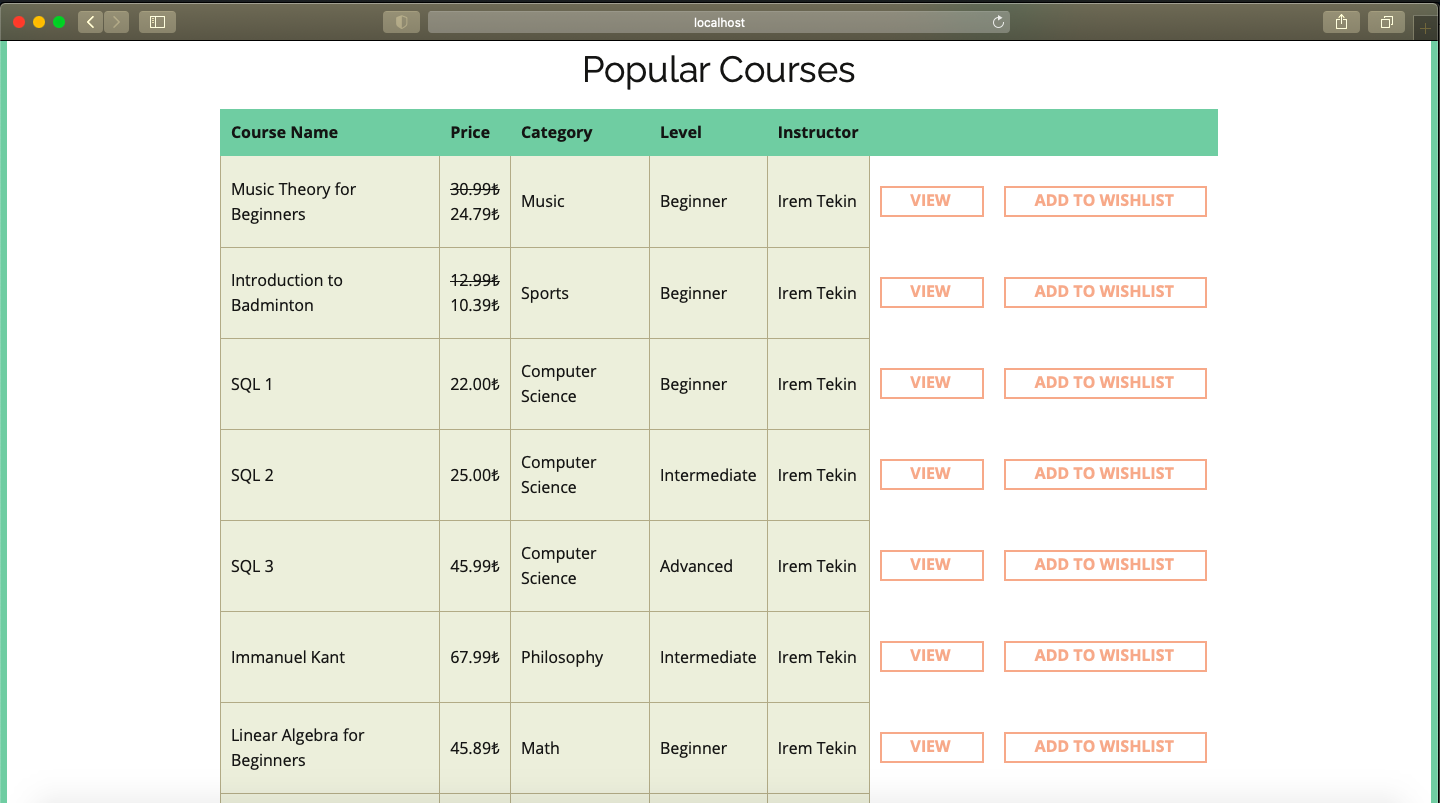 localhost
Popular Courses
Course Name Price Category Level Instructor
Music Theory for
Beginners
30.99₺
24.79₺
Music
Beginner
Irem Tekin
VIEW
ADD TO WISHLIST
Introduction to
Badminton
12.99₺
10.39₺
Sports
Beginner
Irem Tekin
VIEW
ADD TO WISHLIST
SQL 1
22.00₺
Computer
Science
Beginner
Irem Tekin
VIEW
ADD TO WISHLIST
SQL 2
25.00₺
Computer
Science
Intermediate
Irem Tekin
VIEW
ADD TO WISHLIST
SQL 3
45.99₺
Computer
Science
Advanced
Irem Tekin
VIEW
ADD TO WISHLIST
Immanuel Kant
67.99₺
Philosophy
Intermediate
Irem Tekin
VIEW
ADD TO WISHLIST
Linear Algebra for
Beginners
45.89₺
Math
Beginner
Irem Tekin
VIEW
ADD TO WISHLIST